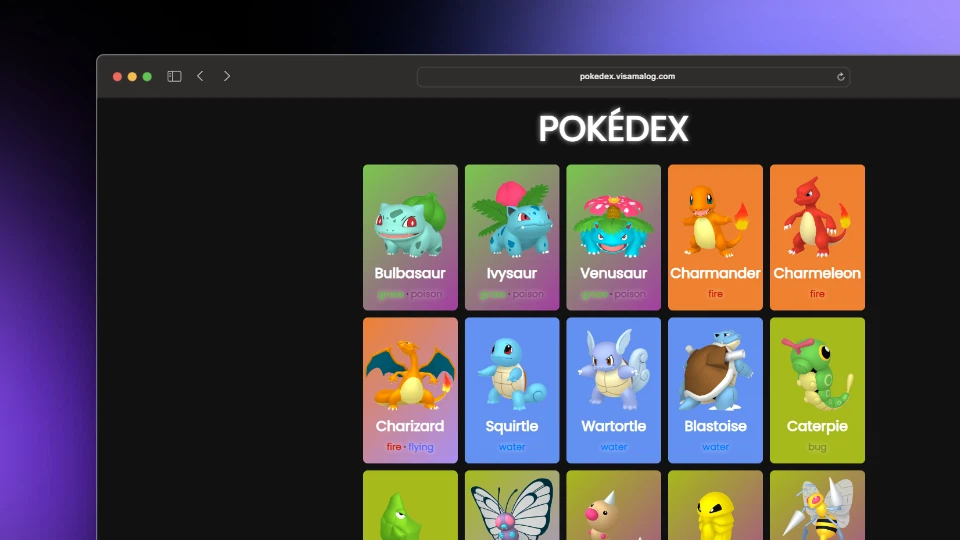 pokedex.visamalog.com
POKÉDEX
Bulbasaur Ivysaur Venusaur Charmander Charmeleon
grass • poison grass • poison grass • poison fire fire
Charizard Squirtle Wartortle Blastoise Caterpie
fire • flying water water water bug